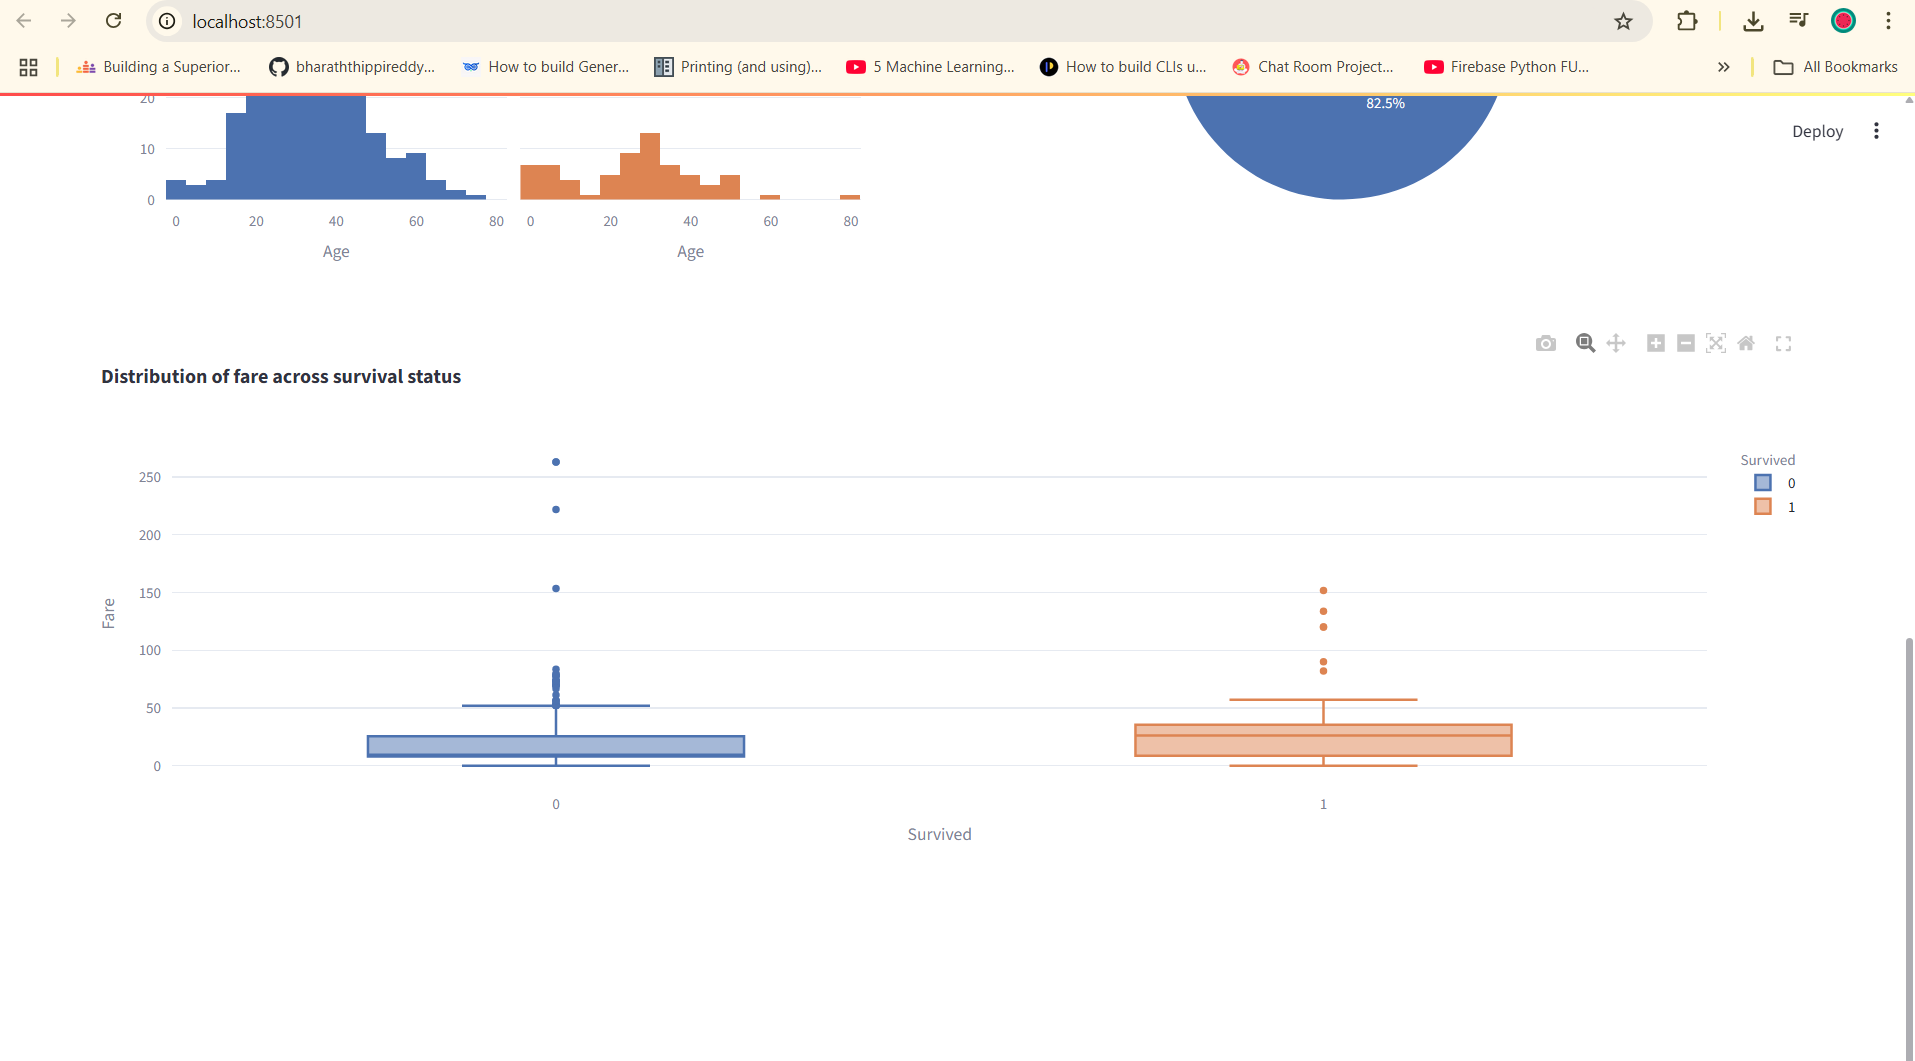 localhost:8501
Building a Superior...
bharaththippireddy...
How to build Gener...
Printing (and using)...
5 Machine Learning...
How to build CLIs u...
Chat Room Project...
Firebase Python FU...
All Bookmarks
Deploy
20
10
0
0 20 40 60 80
Age
0 20 40 60 80
Age
82.5%
Distribution of fare across survival status
250
200
150
100
50
0
Fare
0 1
Survived
Survived
0
1